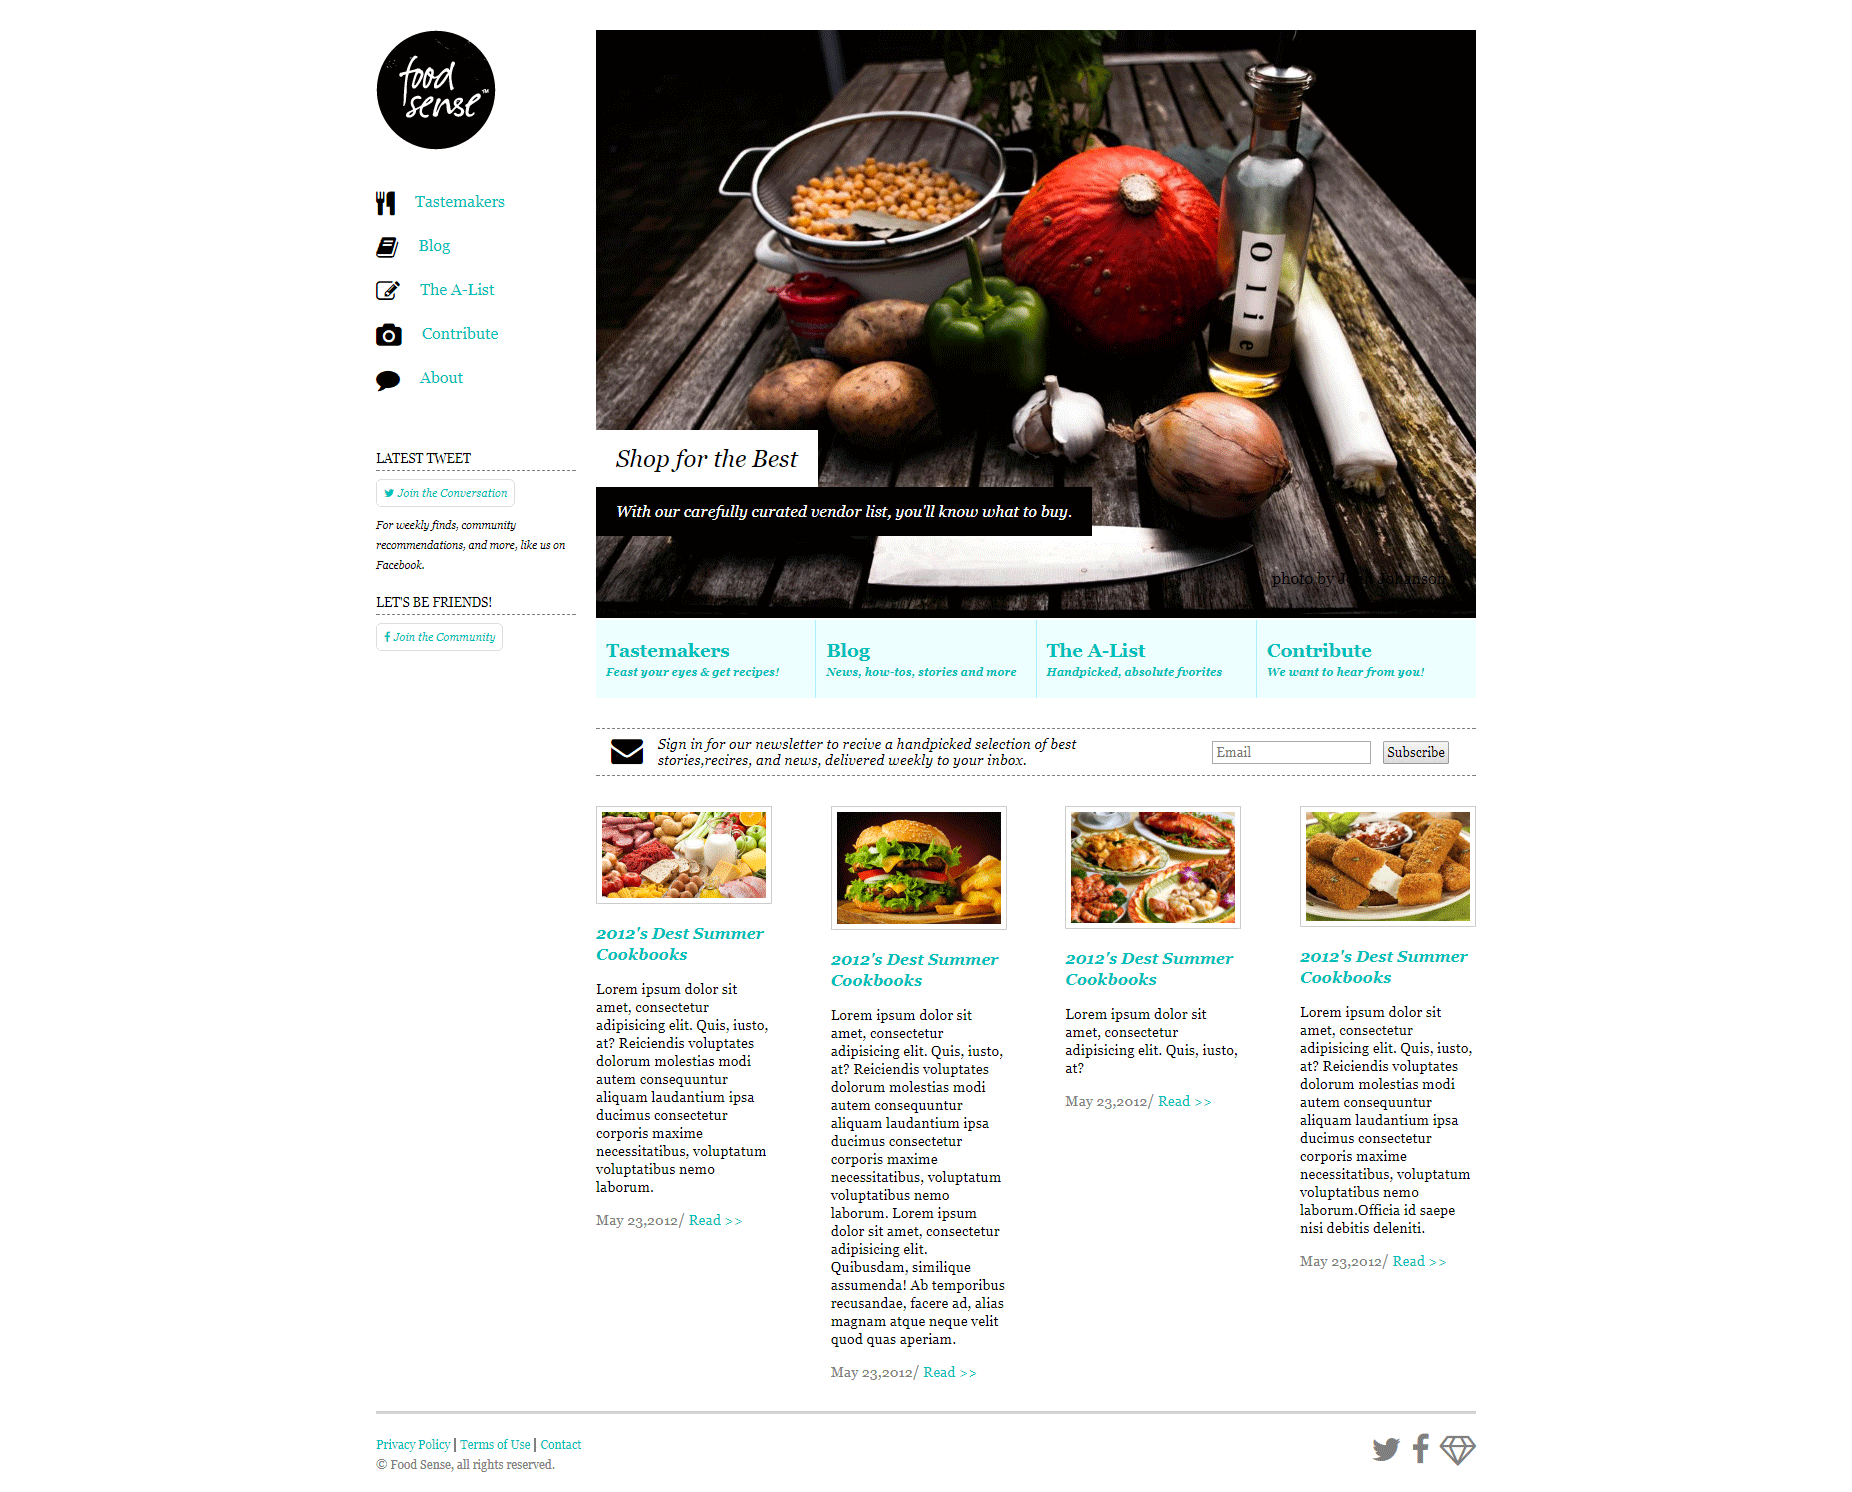 food
sense™
Tastemakers
Blog
The A-List
Contribute
About
LATEST TWEET
Join the Conversation
For weekly finds, community
recommendations, and more, like us on
Facebook.
LET'S BE FRIENDS!
Join the Community
Olie
Shop for the Best
With our carefully curated vendor list, you'll know what to buy.
photo by Johanson
Tastemakers
Feast your eyes & get recipes!
Blog
News, how-tos, stories and more
The A-List
Handpicked, absolute fvorites
Contribute
We want to hear from you!
Sign in for our newsletter to recive a handpicked selection of best
stories,recires, and news, delivered weekly to your inbox.
Email
Subscribe
2012's Dest Summer
Cookbooks
Lorem ipsum dolor sit
amet, consectetur
adipisicing elit. Quis, iusto,
at? Reiciendis voluptates
dolorum molestias modi
autem consequuntur
aliquam laudantium ipsa
ducimus consectetur
corporis maxime
necessitatibus, voluptatum
voluptatibus nemo
laborum.
May 23,2012/ Read >>
2012's Dest Summer
Cookbooks
Lorem ipsum dolor sit
amet, consectetur
adipisicing elit. Quis, iusto,
at? Reiciendis voluptates
dolorum molestias modi
autem consequuntur
aliquam laudantium ipsa
ducimus consectetur
corporis maxime
necessitatibus, voluptatum
voluptatibus nemo
laborum. Lorem ipsum
dolor sit amet, consectetur
adipisicing elit.
Quibusdam, similique
assumenda! Ab temporibus
recusandae, facere ad, alias
magnam atque neque velit
quod quas aperiam.
May 23,2012/ Read >>
2012's Dest Summer
Cookbooks
Lorem ipsum dolor sit
amet, consectetur
adipisicing elit. Quis, iusto,
at?
May 23,2012/ Read >>
2012's Dest Summer
Cookbooks
Lorem ipsum dolor sit
amet, consectetur
adipisicing elit. Quis, iusto,
at? Reiciendis voluptates
dolorum molestias modi
autem consequuntur
aliquam laudantium ipsa
ducimus consectetur
corporis maxime
necessitatibus, voluptatum
voluptatibus nemo
laborum.Officia id saepe
nisi debitis deleniti.
May 23,2012/ Read >>
Privacy Policy | Terms of Use | Contact
© Food Sense, all rights reserved.